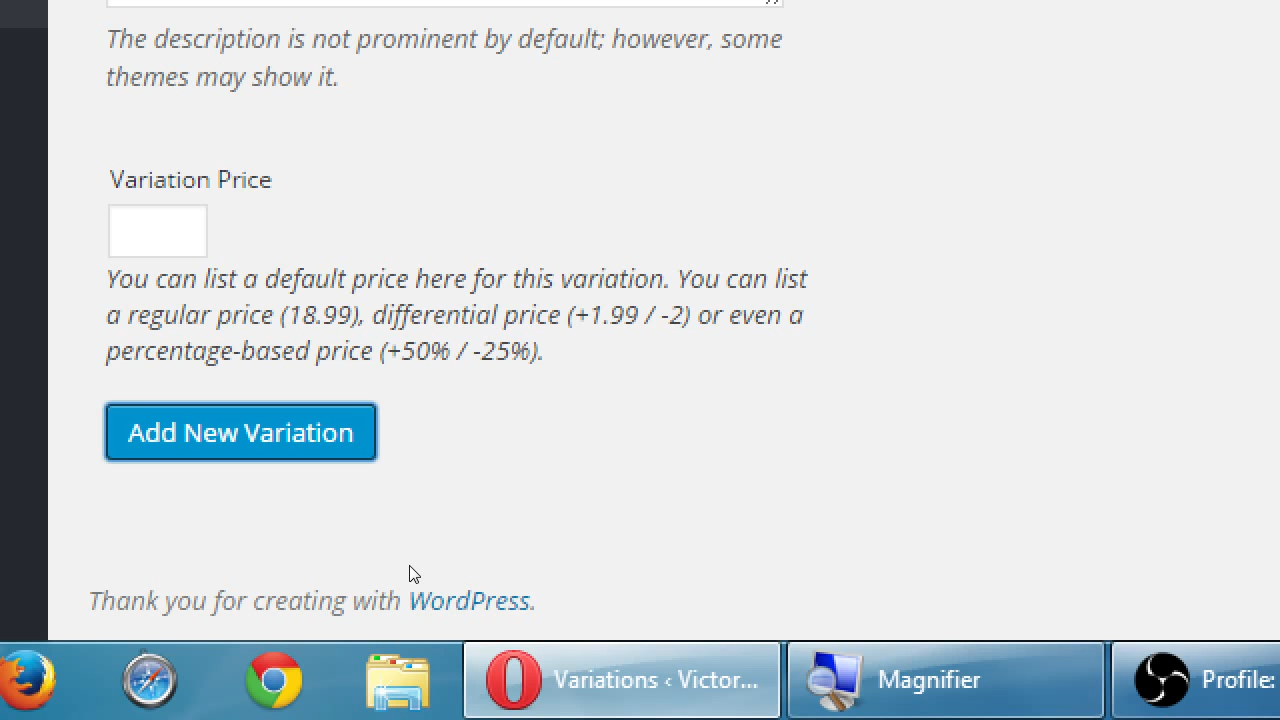 The description is not prominent by default; however, some
themes may show it.
Variation Price
You can list a default price here for this variation. You can list
a regular price (18.99), differential price (+1.99 / -2) or even a
percentage-based price (+50% / -25%).
Add New Variation
Thank you for creating with WordPress.
Variations ‹ Victor...
Magnifier
Profile: